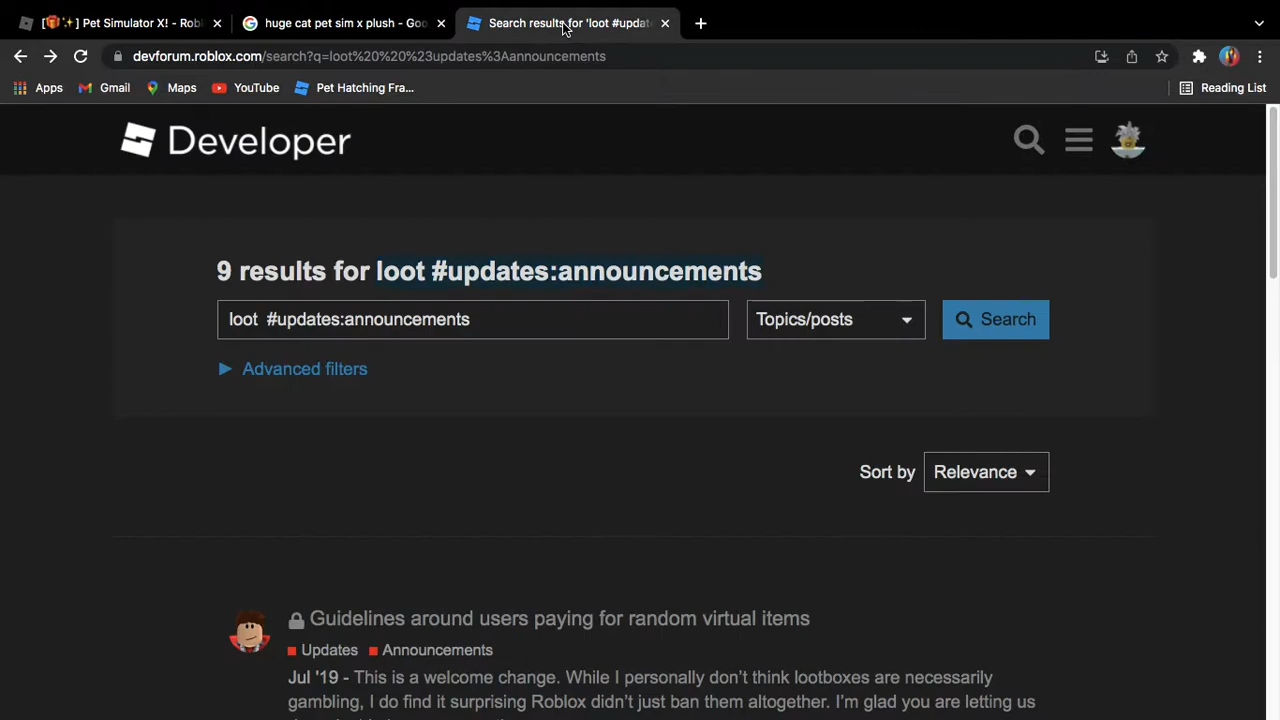 [🎁✨] Pet Simulator X! - Robl
huge cat pet sim x plush - Goo
Search results for 'loot #updat
devforum.roblox.com/search?q=loot%20%20%23updates%3Aannouncements
Apps
Gmail
Maps
YouTube
Pet Hatching Fra...
Reading List
Developer
9 results for loot #updates:announcements
loot #updates:announcements
Topics/posts
Search
Advanced filters
Sort by
Relevance
Guidelines around users paying for random virtual items
Updates Announcements
Jul '19 - This is a welcome change. While I personally don't think lootboxes are necessarily
gambling, I do find it surprising Roblox didn't just ban them altogether. I'm glad you are letting us